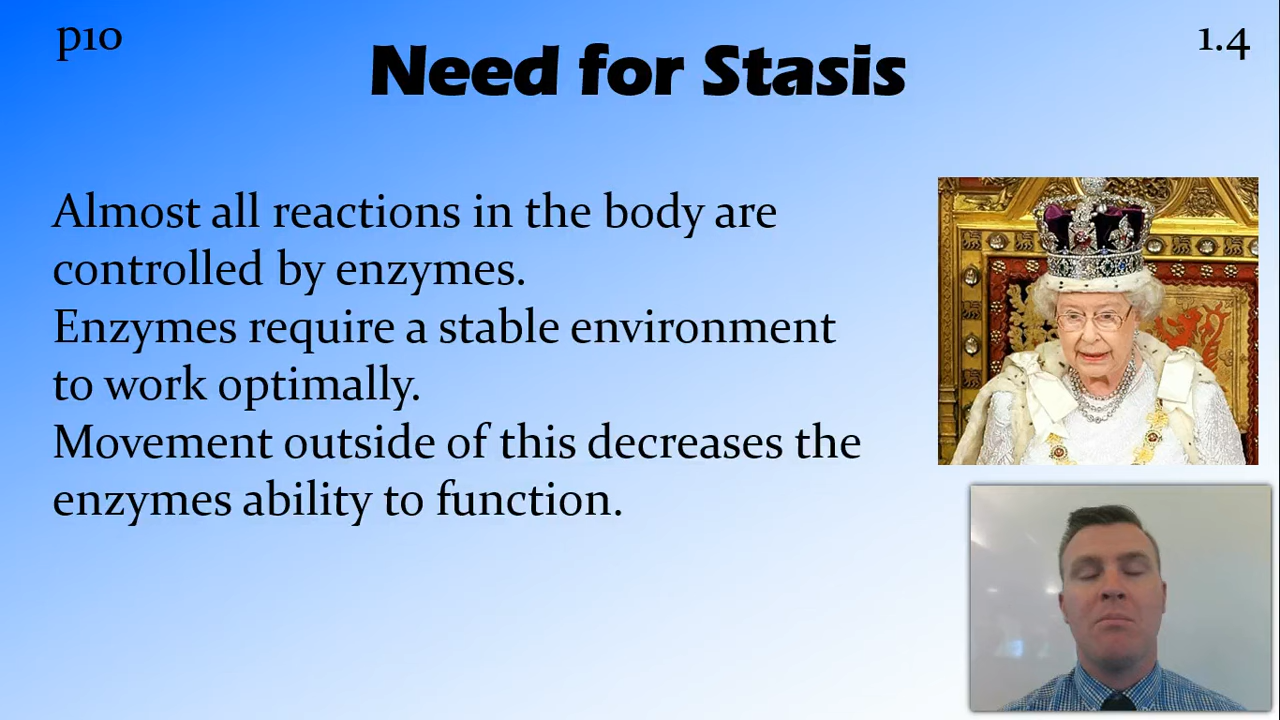 p10
1.4
Need for Stasis
Almost all reactions in the body are
controlled by enzymes.
Enzymes require a stable environment
to work optimally.
Movement outside of this decreases the
enzymes ability to function.